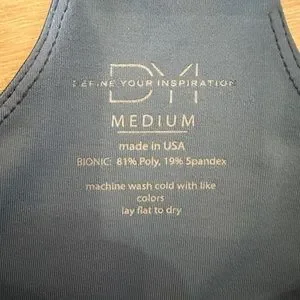 DYI
DEFINE YOUR INSPIRATION
MEDIUM
made in USA
BIONIC: 81% Poly, 19% Spandex
machine wash cold with like
colors
lay flat to dry